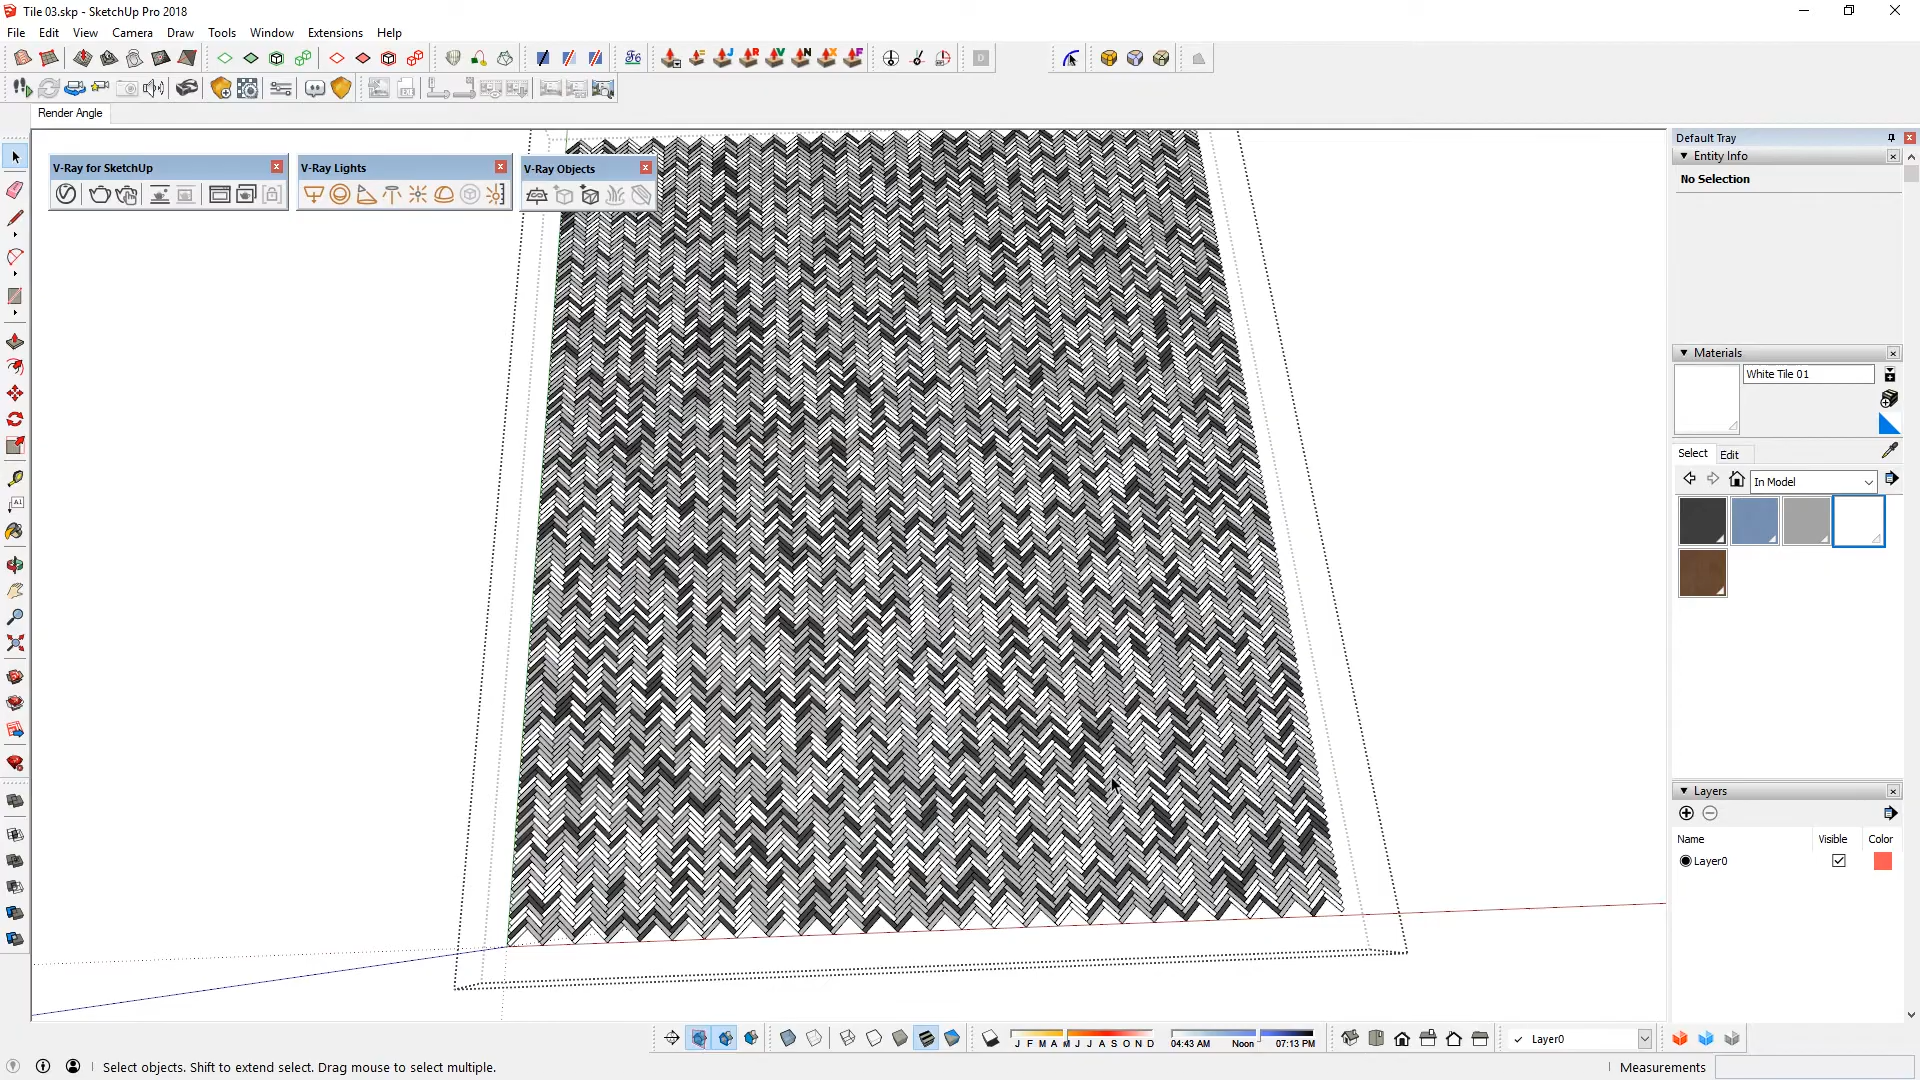 Tile 03.skp - SketchUp Pro 2018
File Edit View Camera Draw Tools Window Extensions Help
Render Angle
V-Ray for SketchUp
V-Ray Lights
V-Ray Objects
Default Tray
Entity Info
No Selection
Materials
White Tile 01
Select Edit
In Model
Layers
Name Visible Color
Layer0
J F M A M J J A S O N D
04:43 AM Noon 07:13 PM
Layer0
Select objects. Shift to extend select. Drag mouse to select multiple.
Measurements